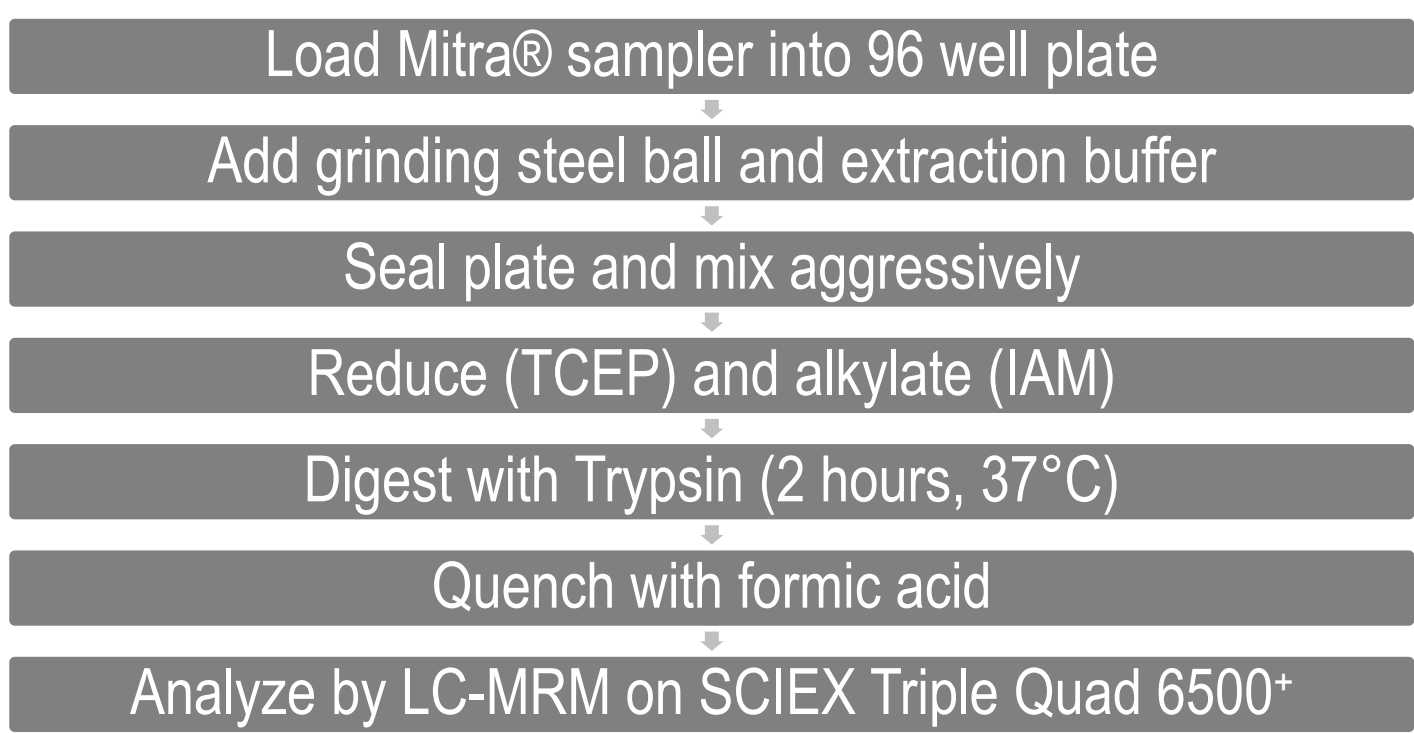 Load Mitra® sampler into 96 well plate
Add grinding steel ball and extraction buffer
Seal plate and mix aggressively
Reduce (TCEP) and alkylate (IAM)
Digest with Trypsin (2 hours, 37°C)
Quench with formic acid
Analyze by LC-MRM on SCIEX Triple Quad 6500⁺